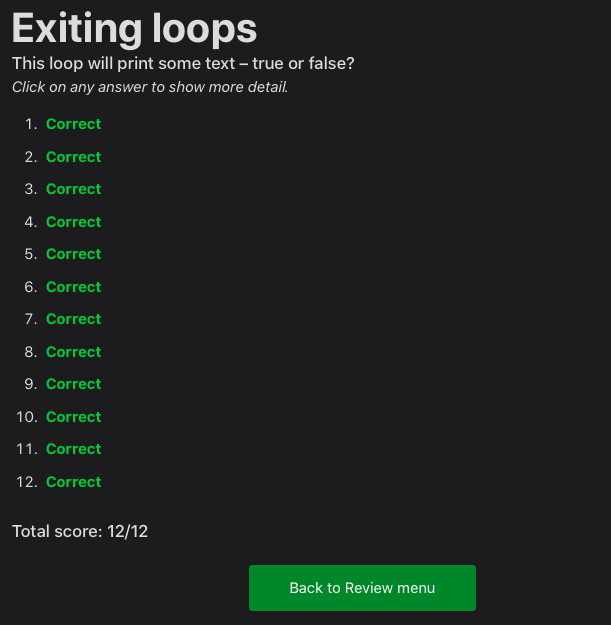 Exiting loops
This loop will print some text – true or false?
Click on any answer to show more detail.
1. Correct
2. Correct
3. Correct
4. Correct
5. Correct
6. Correct
7. Correct
8. Correct
9. Correct
10. Correct
11. Correct
12. Correct
Total score: 12/12
Back to Review menu